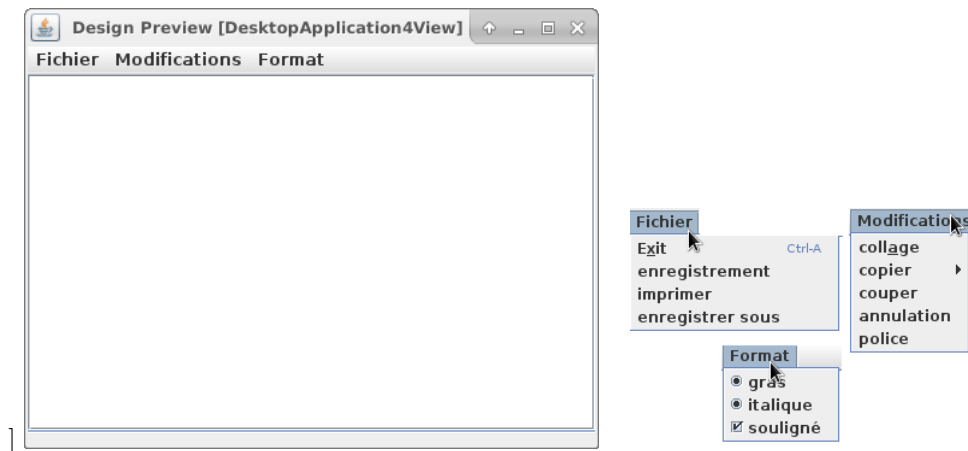 Design Preview [DesktopApplication4View]
Fichier Modifications Format
Fichier
Exit Ctrl-A
enregistrement
imprimer
enregistrer sous
Modifications
collage
copier
couper
annulation
police
Format
gras
italique
souligné
]